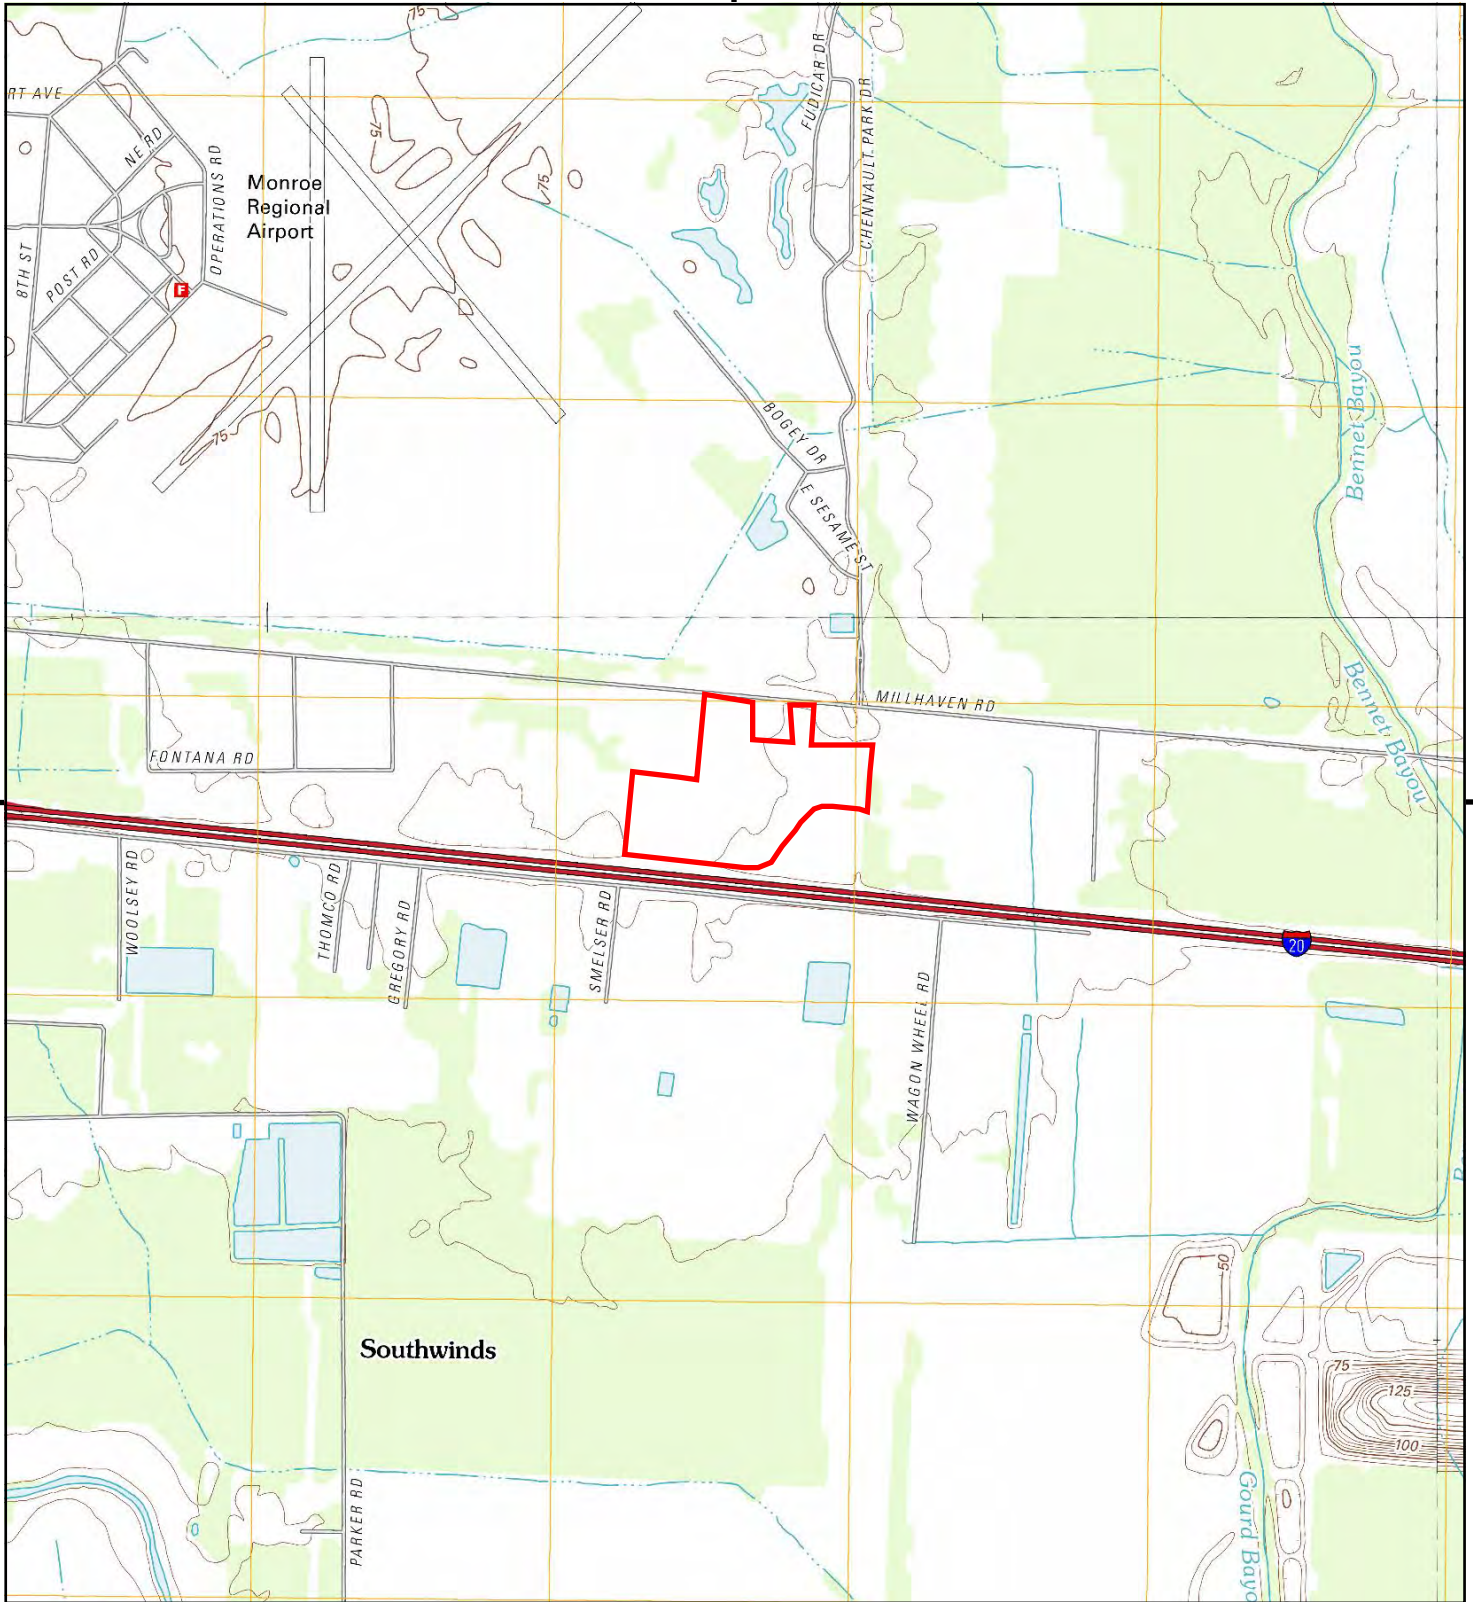 75
RT AVE
NE RD
OPERATIONS RD
Monroe
Regional
Airport
75
75
FUDICAR DR
CHENNAULT PARK DR
8TH ST
POST RD
F
75
BOGEY DR
E SESAME ST
Bennet Bayou
MILLHAVEN RD
Bennet Bayou
FONTANA RD
WOOLSEY RD
THOMCO RD
GREGORY RD
SMELSER RD
WAGON WHEEL RD
20
50
Southwinds
75
125
100
PARKER RD
Gourd Bayo